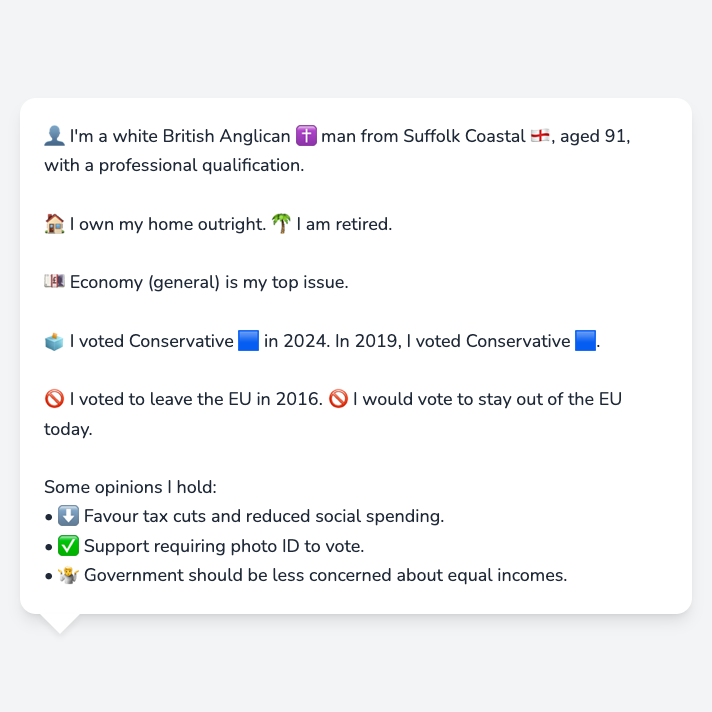 👤 I'm a white British Anglican ✝️ man from Suffolk Coastal 🏴󠁧󠁢󠁥󠁮󠁧󠁿, aged 91,
with a professional qualification.
🏠 I own my home outright. 🌴 I am retired.
💷 Economy (general) is my top issue.
🗳️ I voted Conservative 🟦 in 2024. In 2019, I voted Conservative 🟦.
🚫 I voted to leave the EU in 2016. 🚫 I would vote to stay out of the EU
today.
Some opinions I hold:
• ⬇️ Favour tax cuts and reduced social spending.
• ✅ Support requiring photo ID to vote.
• 🤷 Government should be less concerned about equal incomes.